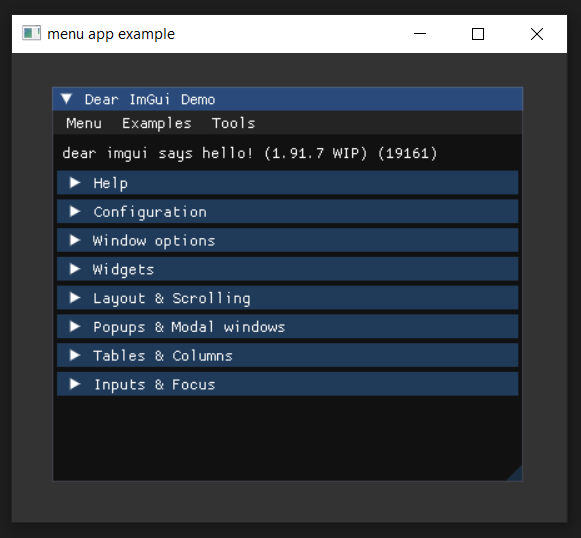 menu app example
Dear ImGui Demo
Menu Examples Tools
dear imgui says hello! (1.91.7 WIP) (19161)
Help
Configuration
Window options
Widgets
Layout & Scrolling
Popups & Modal windows
Tables & Columns
Inputs & Focus